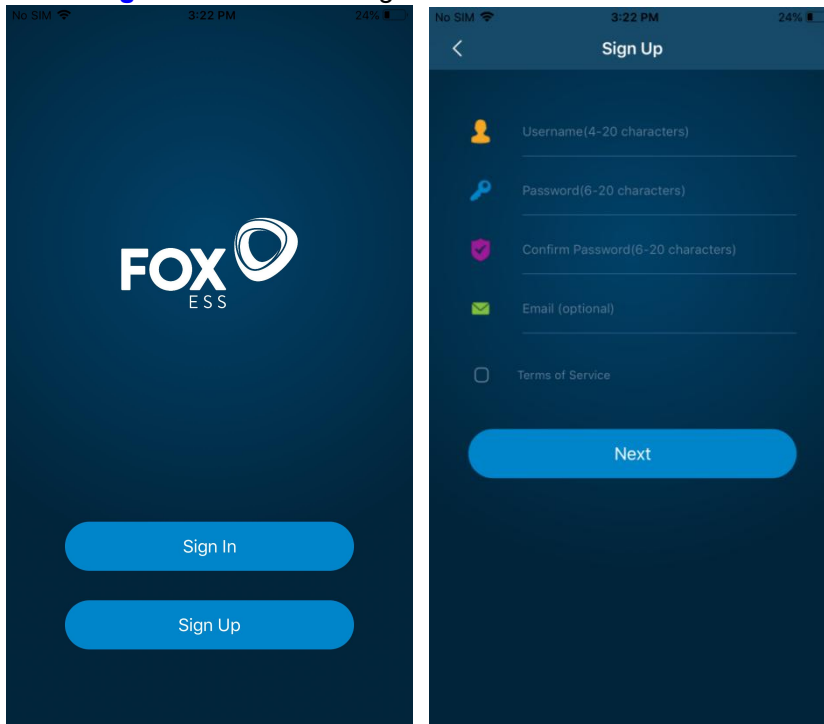 No SIM 3:22 PM 24%
FOX
ESS
Sign In
Sign Up
No SIM 3:22 PM 24%
Sign Up
Username(4-20 characters)
Password(6-20 characters)
Confirm Password(6-20 characters)
Email (optional)
Terms of Service
Next